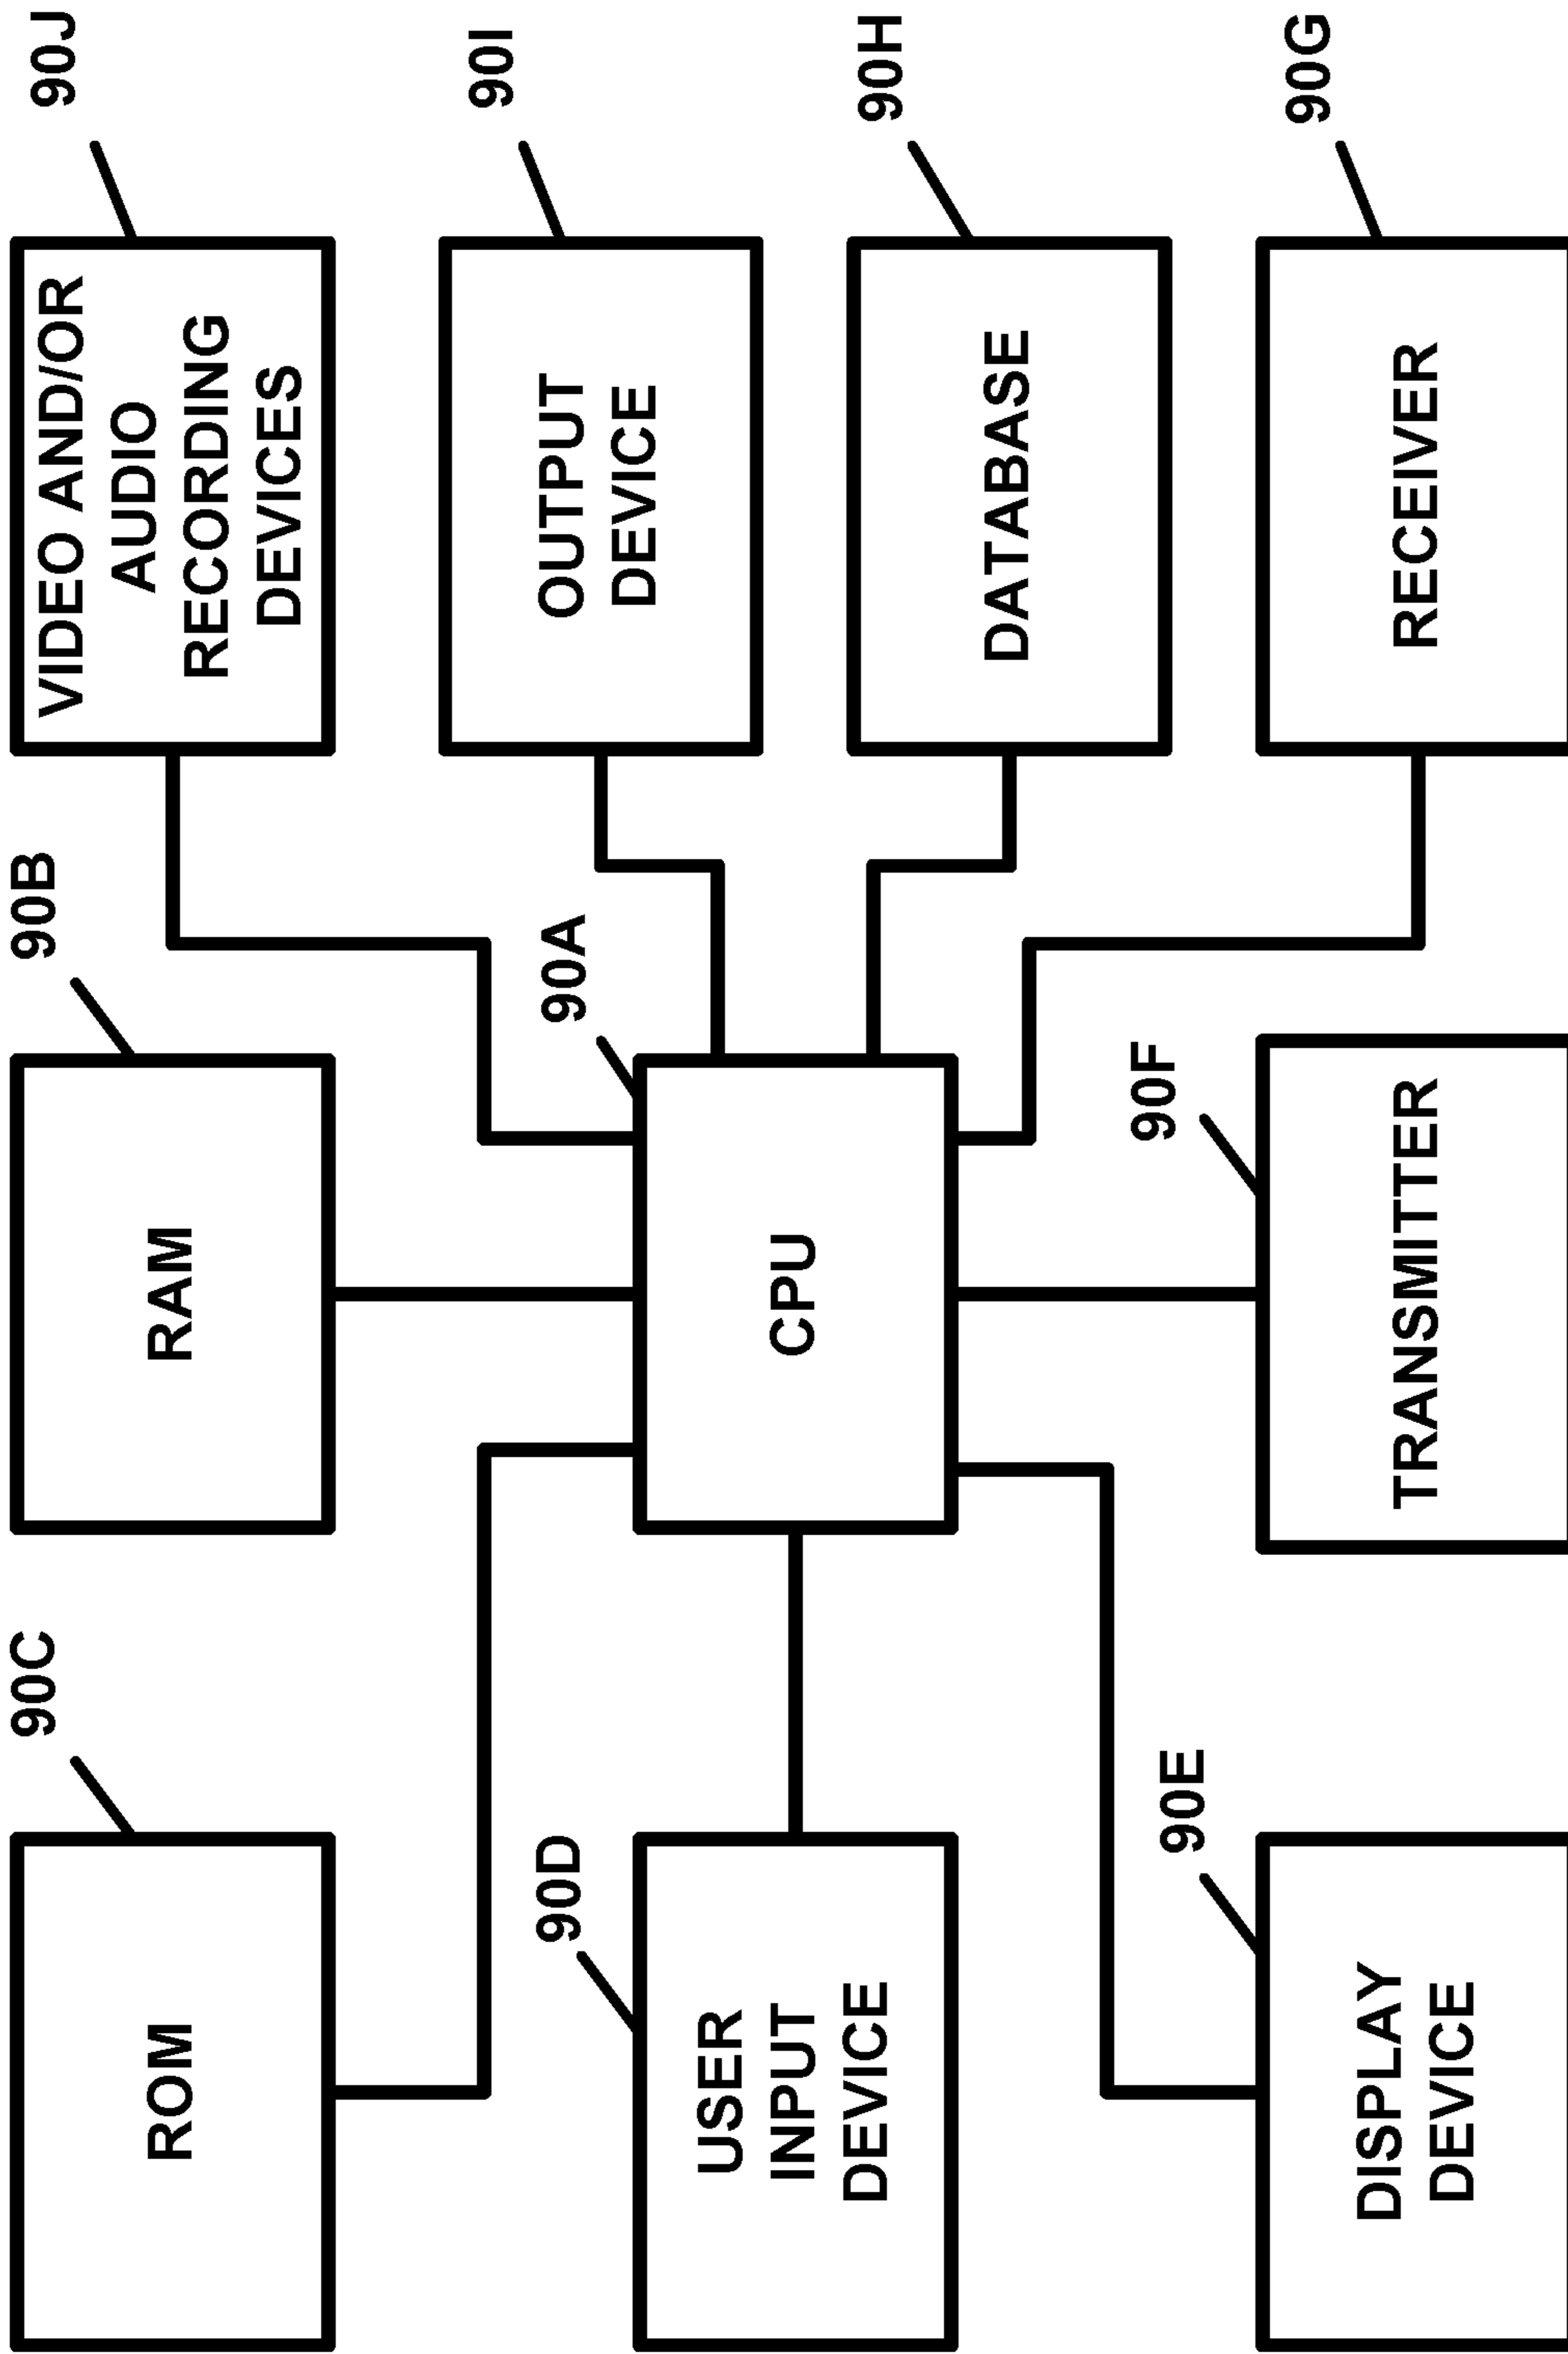 90C
ROM
90B
RAM
90J
VIDEO AND/OR
AUDIO
RECORDING
DEVICES
90I
OUTPUT
DEVICE
90D
USER
INPUT
DEVICE
90A
CPU
90H
DATABASE
90E
DISPLAY
DEVICE
90F
TRANSMITTER
90G
RECEIVER